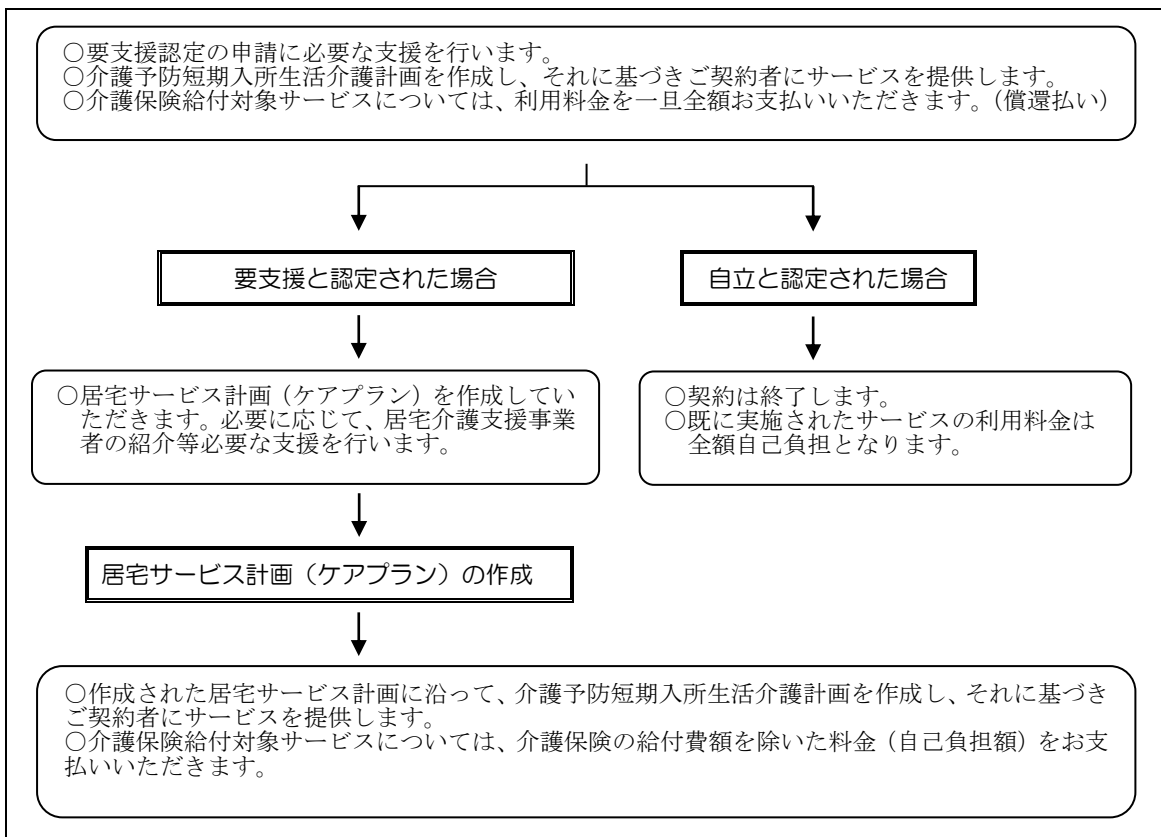 ○要支援認定の申請に必要な支援を行います。
○介護予防短期入所生活介護計画を作成し、それに基づきご契約者にサービスを提供します。
○介護保険給付対象サービスについては、利用料金を一旦全額お支払いいただきます。(償還払い)
要支援と認定された場合
自立と認定された場合
○居宅サービス計画（ケアプラン）を作成してい
ただきます。必要に応じて、居宅介護支援事業
者の紹介等必要な支援を行います。
○契約は終了します。
○既に実施されたサービスの利用料金は
全額自己負担となります。
居宅サービス計画（ケアプラン）の作成
○作成された居宅サービス計画に沿って、介護予防短期入所生活介護計画を作成し、それに基づき
ご契約者にサービスを提供します。
○介護保険給付対象サービスについては、介護保険の給付費額を除いた料金（自己負担額）をお支
払いいただきます。